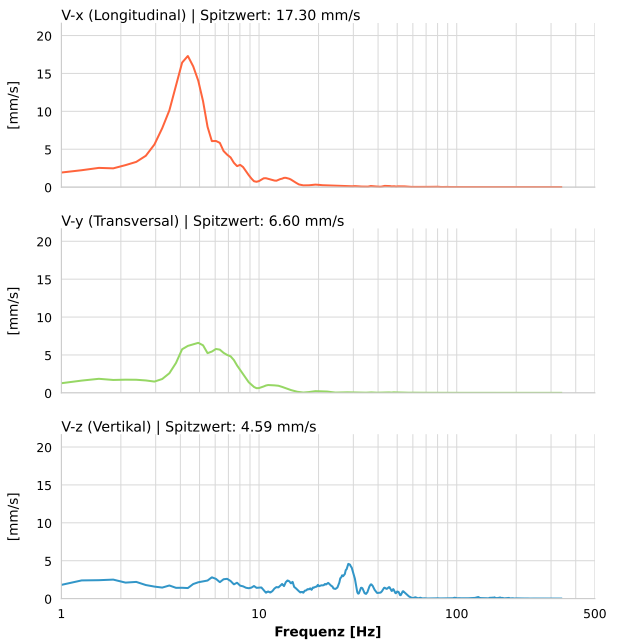 V-x (Longitudinal) | Spitzwert: 17.30 mm/s
20
15
10
5
0
[mm/s]
V-y (Transversal) | Spitzwert: 6.60 mm/s
20
15
10
5
0
[mm/s]
V-z (Vertikal) | Spitzwert: 4.59 mm/s
20
15
10
5
0
[mm/s]
1 10 100 500
Frequenz [Hz]